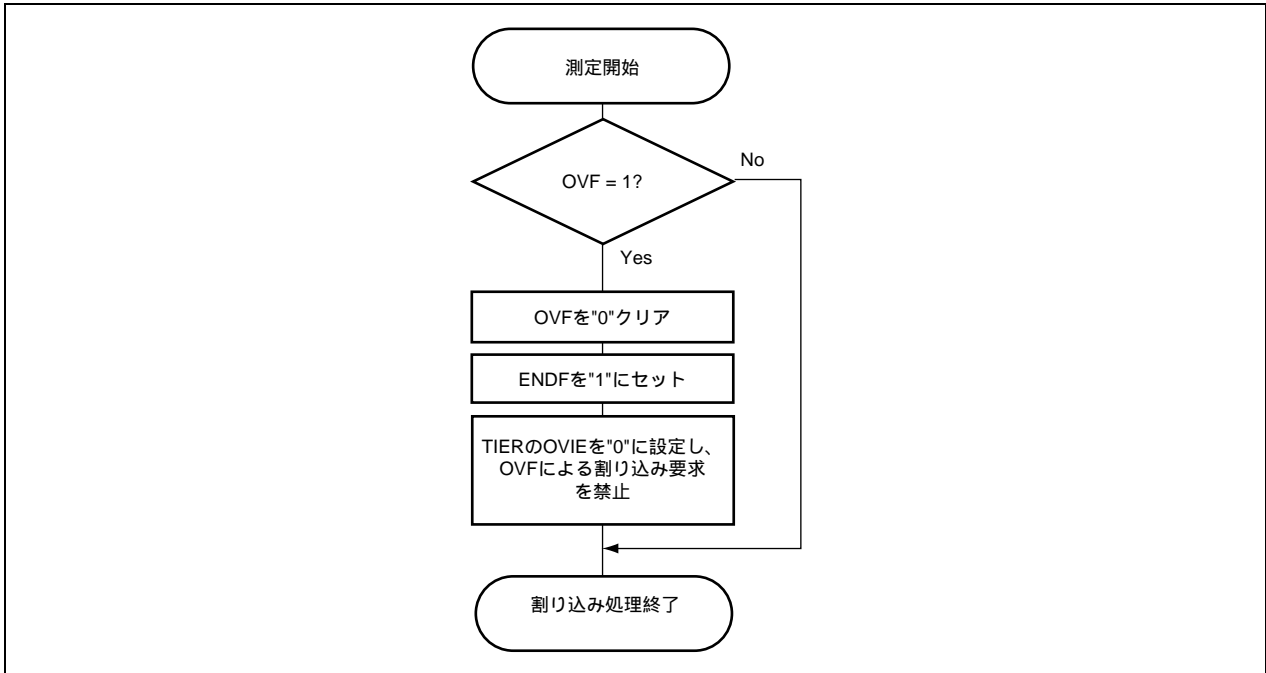 測定開始
OVF = 1?
No
Yes
OVFを"0"クリア
ENDFを"1"にセット
TIERのOVIEを"0"に設定し、
OVFによる割り込み要求
を禁止
割り込み処理終了